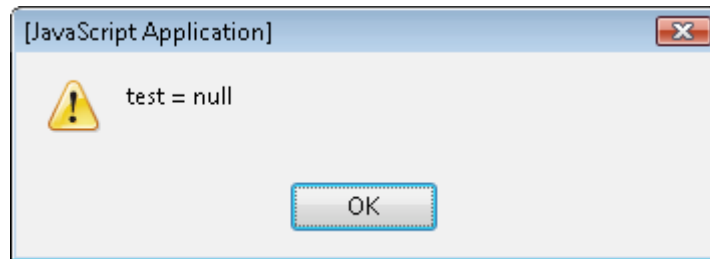 [JavaScript Application]
test = null
OK